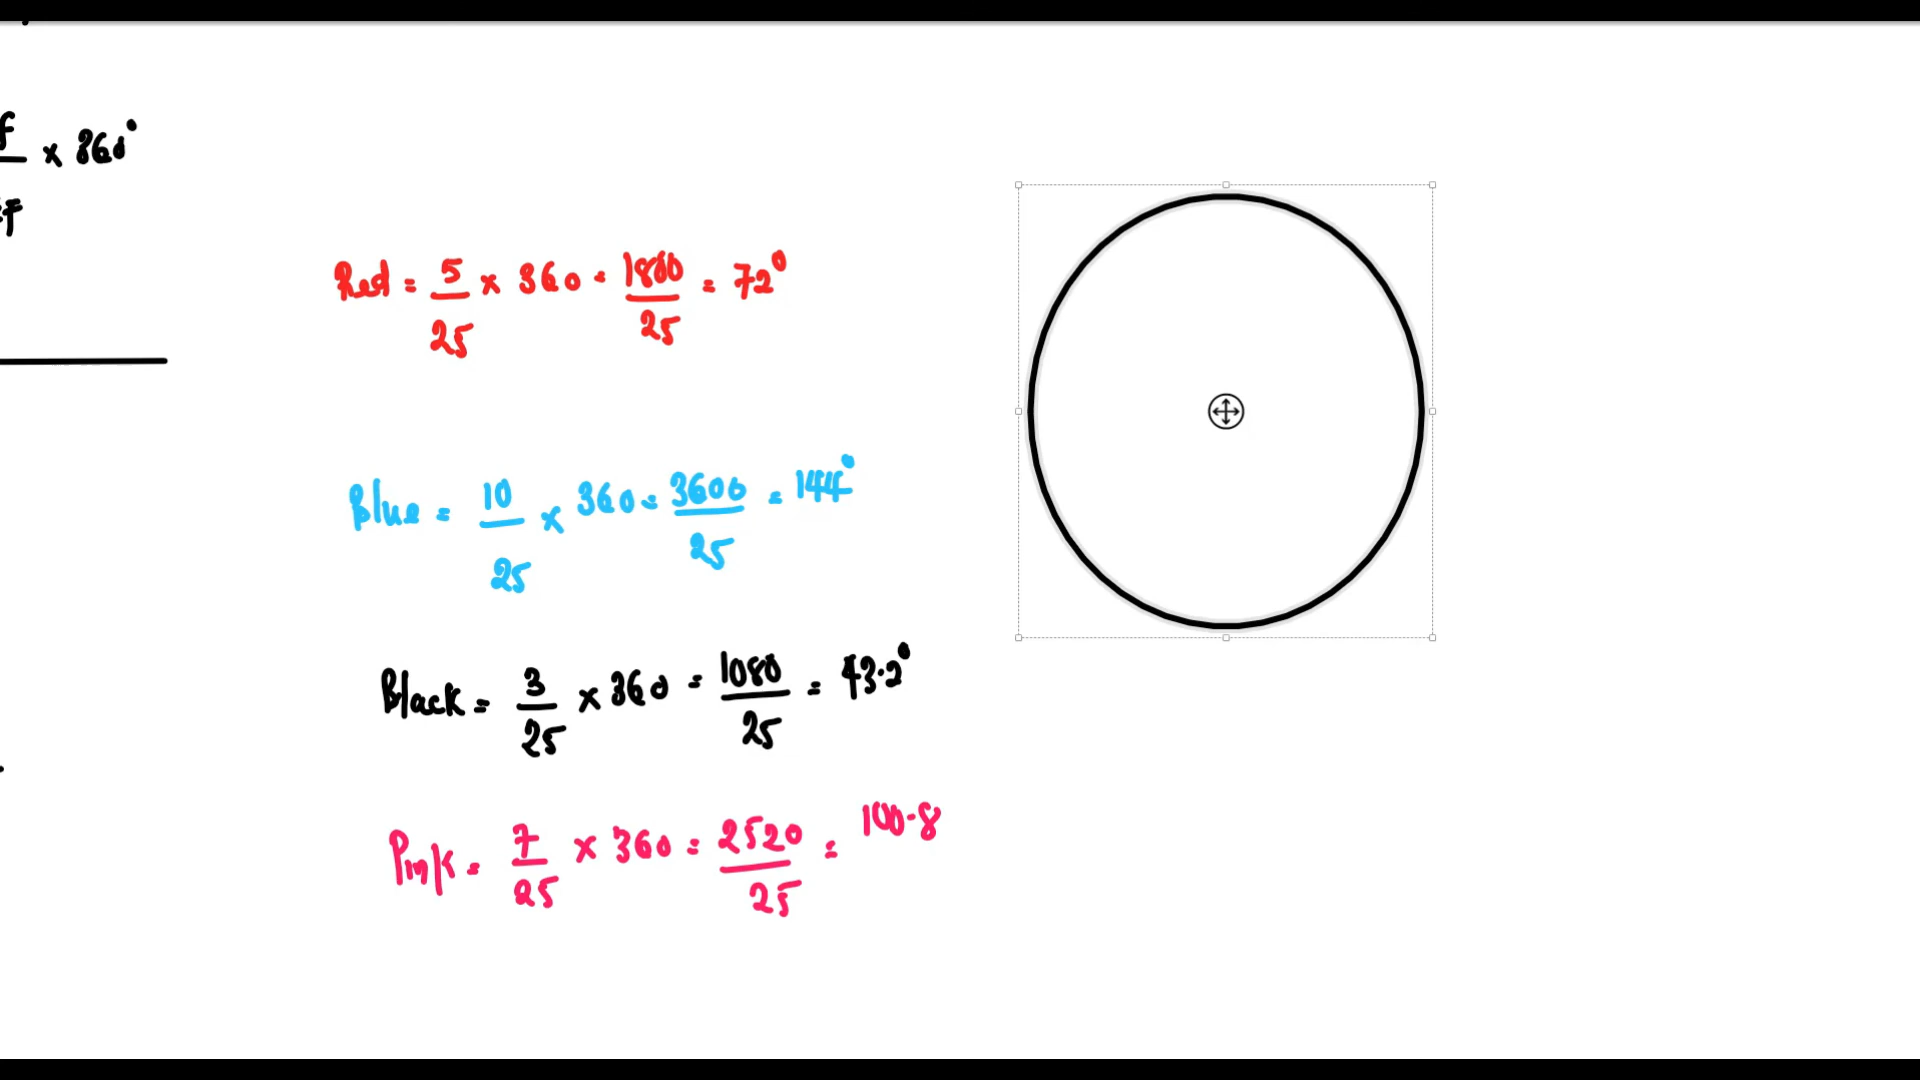 f × 360°
Red = 5/25 × 360 = 1800/25 = 72°
Blue = 10/25 × 360 = 3600/25 = 144°
Black = 3/25 × 360 = 1080/25 = 43.2°
Pink = 7/25 × 360 = 2520/25 = 100.8